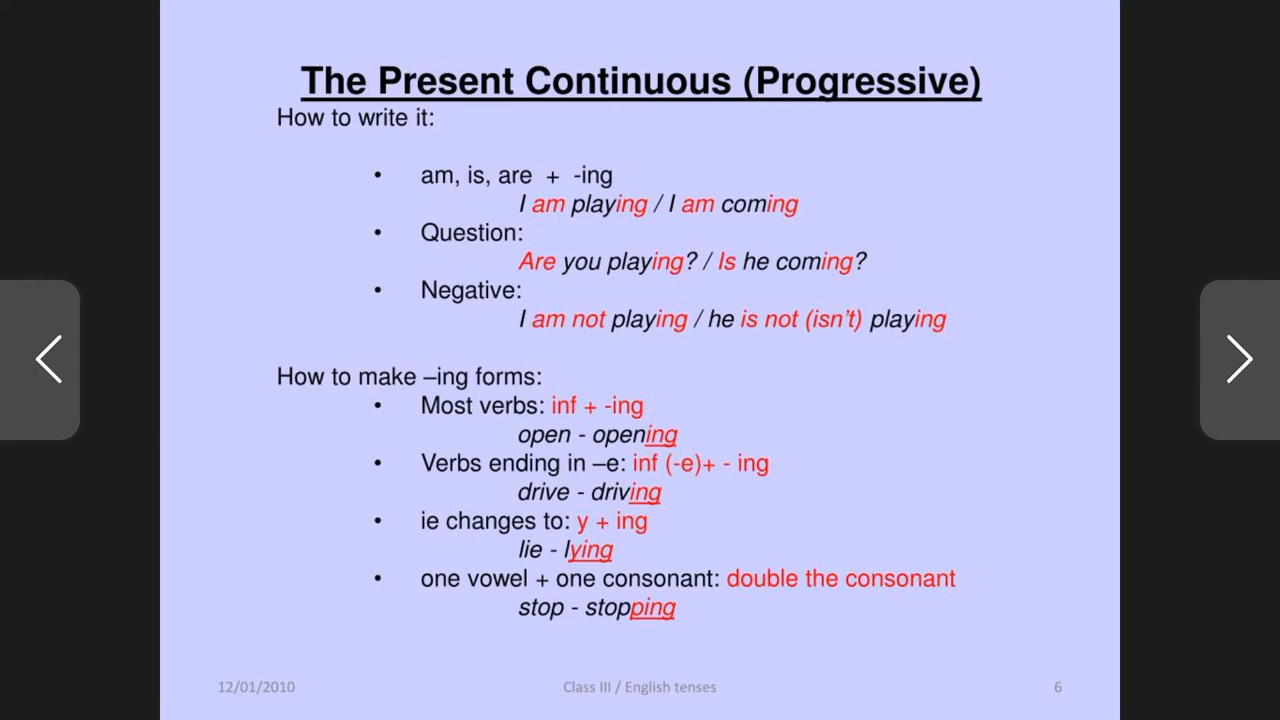 The Present Continuous (Progressive)
How to write it:
• am, is, are + -ing
I am playing / I am coming
• Question:
Are you playing? / Is he coming?
• Negative:
I am not playing / he is not (isn’t) playing
How to make –ing forms:
• Most verbs: inf + -ing
open - opening
• Verbs ending in –e: inf (-e)+ - ing
drive - driving
• ie changes to: y + ing
lie - lying
• one vowel + one consonant: double the consonant
stop - stopping
12/01/2010 Class III / English tenses 6